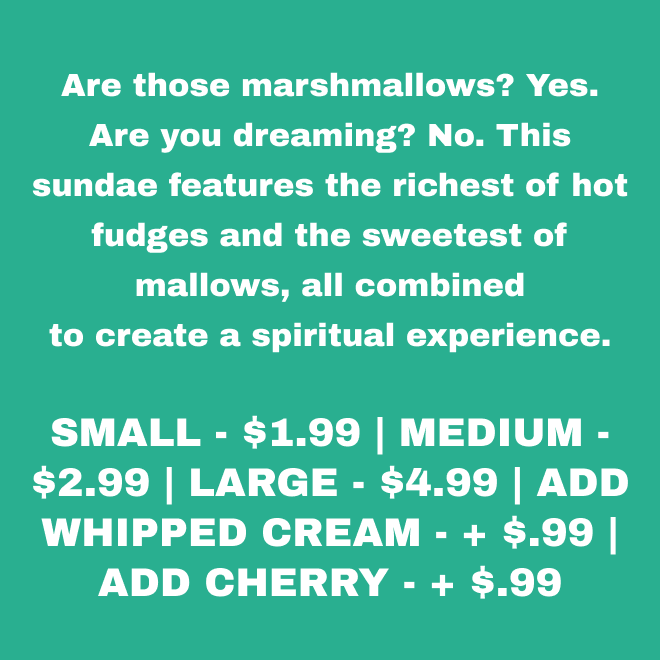 Are those marshmallows? Yes.
Are you dreaming? No. This
sundae features the richest of hot
fudges and the sweetest of
mallows, all combined
to create a spiritual experience.
SMALL - $1.99 | MEDIUM -
$2.99 | LARGE - $4.99 | ADD
WHIPPED CREAM - + $.99 |
ADD CHERRY - + $.99